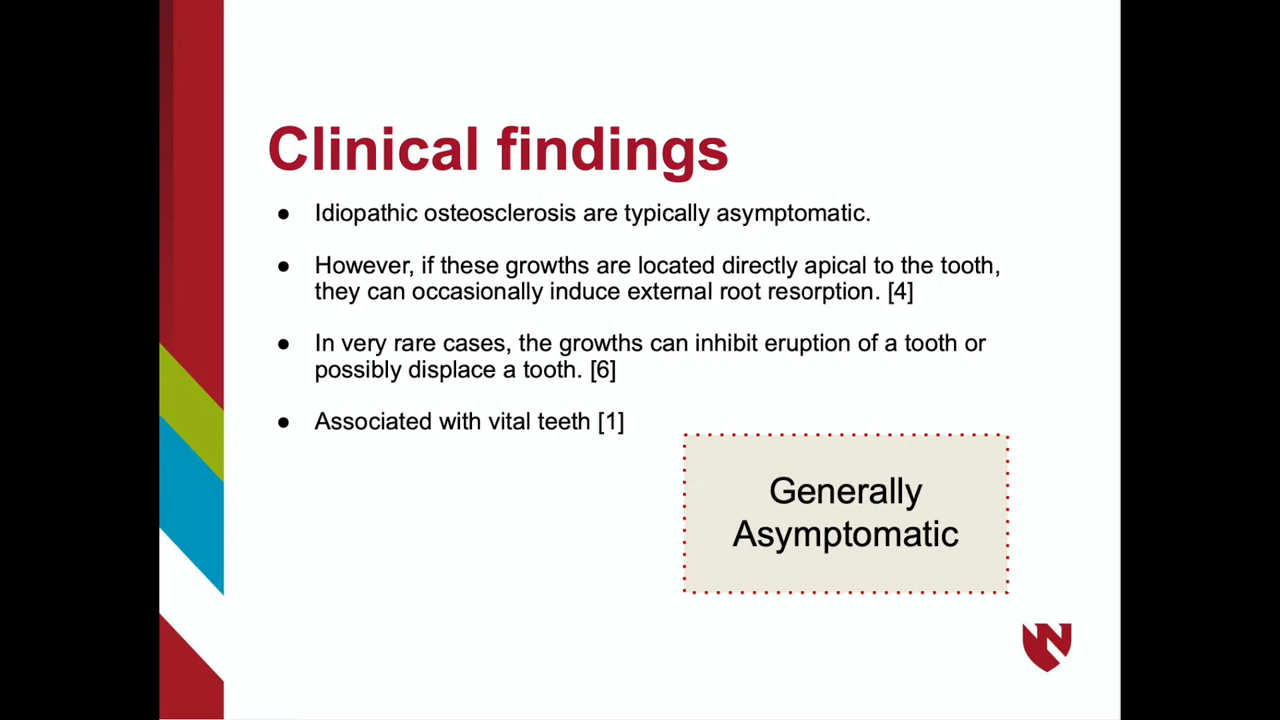 Clinical findings
● Idiopathic osteosclerosis are typically asymptomatic.
● However, if these growths are located directly apical to the tooth,
they can occasionally induce external root resorption. [4]
● In very rare cases, the growths can inhibit eruption of a tooth or
possibly displace a tooth. [6]
● Associated with vital teeth [1]
Generally
Asymptomatic